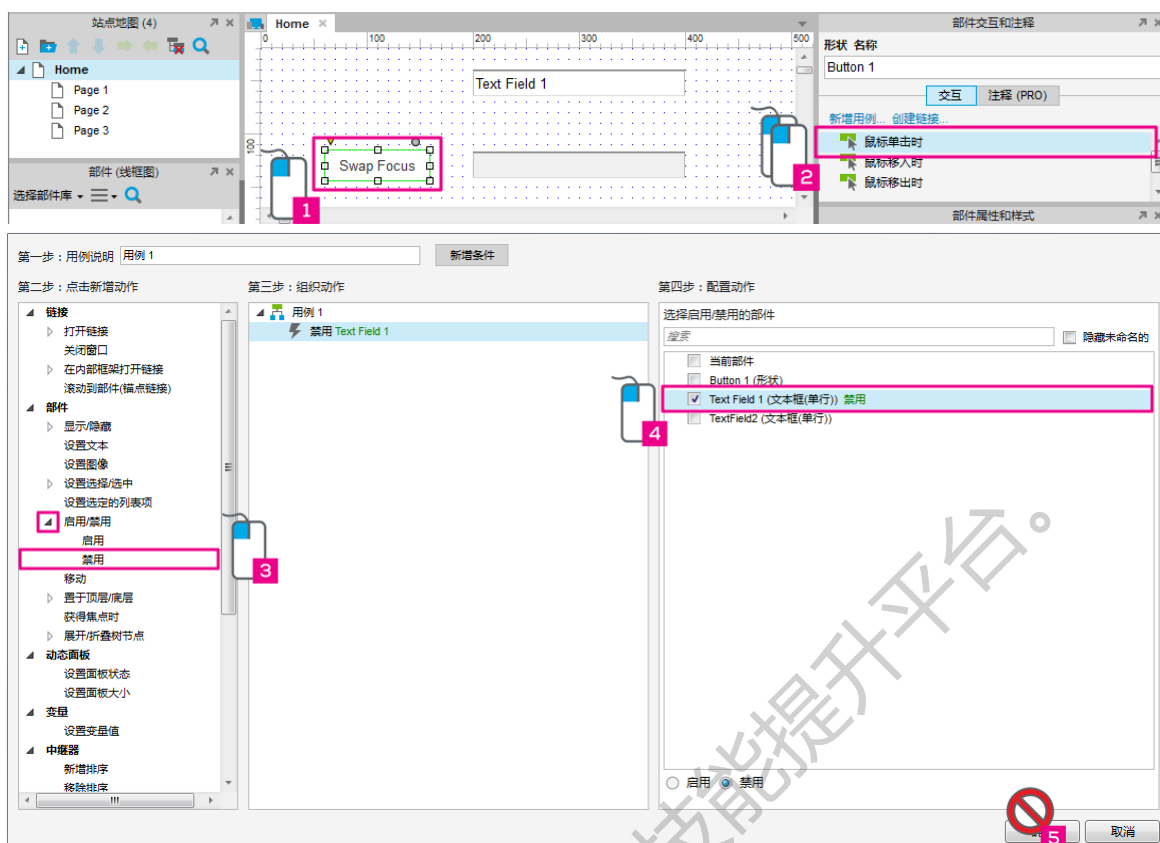 站点地图 (4)
Home
部件交互和注释
0 100 200 300 400 500
形状 名称
Home
Button 1
Page 1
Text Field 1
交互 注释 (PRO)
Page 2
新增用例... 创建链接...
Page 3
100
鼠标单击时
部件 (线框图)
Swap Focus
鼠标移入时
2
选择部件库
鼠标移出时
1
部件属性和样式
第一步：用例说明 用例 1 新增条件
第二步：点击新增动作 第三步：组织动作 第四步：配置动作
链接
用例 1
选择启用/禁用的部件
打开链接
禁用 Text Field 1
搜索 隐藏未命名的
关闭窗口
当前部件
在内部框架打开链接
Button 1 (形状)
滚动到部件(锚点链接)
Text Field 1 (文本框(单行)) 禁用
部件
TextField2 (文本框(单行))
显示/隐藏
4
设置文本
设置图像
设置选择/选中
设置选定的列表项
启用/禁用
启用
禁用
3
移动
置于顶层/底层
获得焦点时
展开/折叠树节点
动态面板
设置面板状态
设置面板大小
变量
设置变量值
中继器
新增排序
移除排序
启用 禁用
5
取消
技能提升平台。